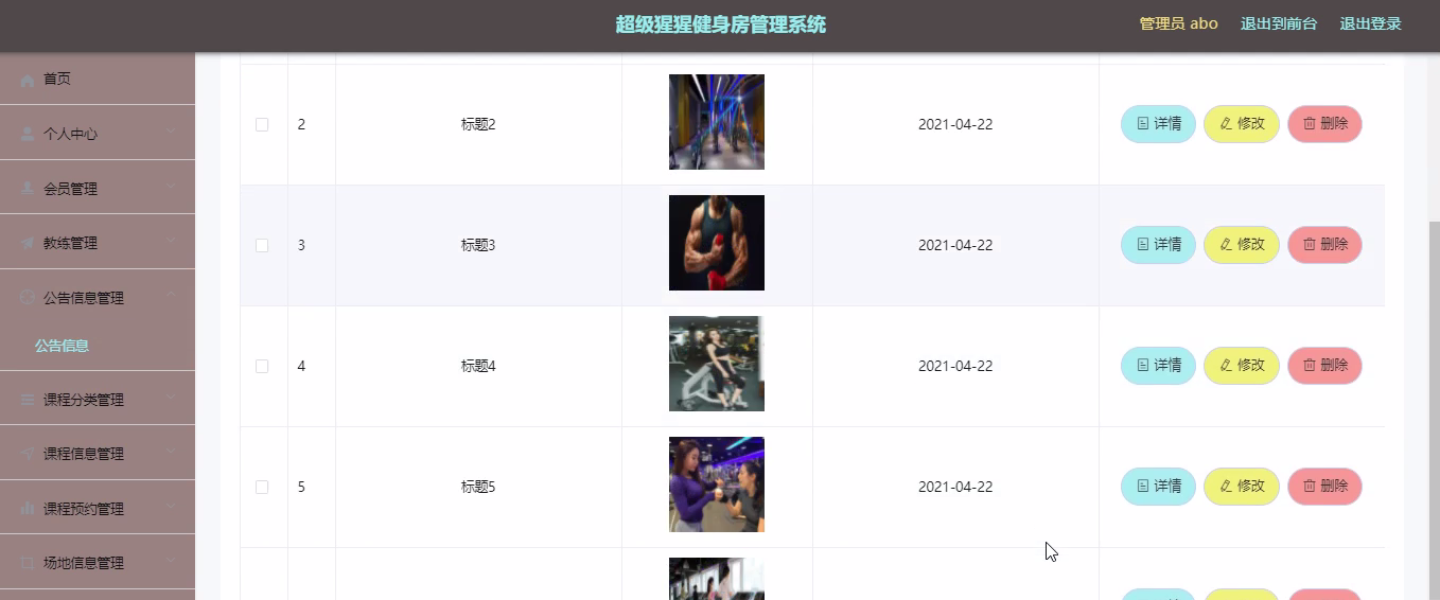 超级猩猩健身房管理系统
管理员 abo 退出到前台 退出登录
首页
个人中心
会员管理
教练管理
公告信息管理
公告信息
课程分类管理
课程信息管理
课程预约管理
场地信息管理
2 标题2 2021-04-22 详情 修改 删除
3 标题3 2021-04-22 详情 修改 删除
4 标题4 2021-04-22 详情 修改 删除
5 标题5 2021-04-22 详情 修改 删除